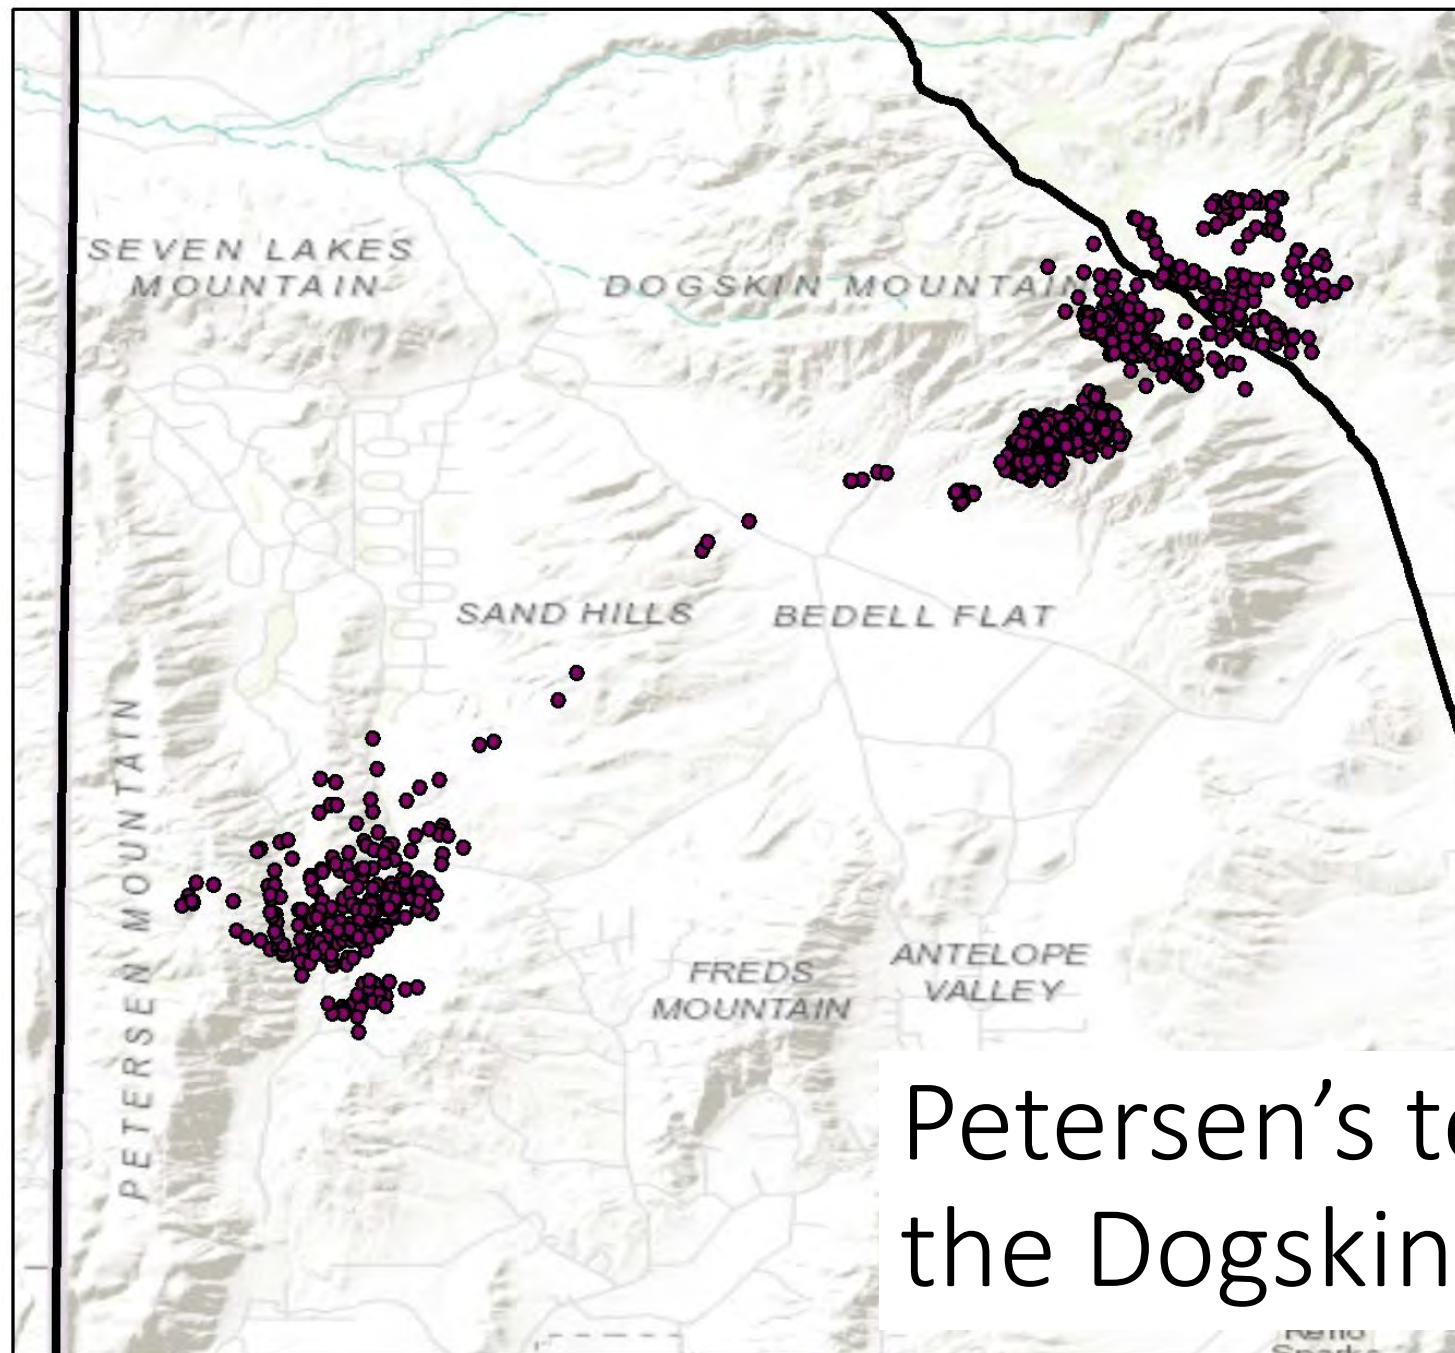 SEVEN LAKES
MOUNTAIN
DOGSKIN MOUNTAIN
SAND HILLS
BEDELL FLAT
PETERSEN MOUNTAIN
FREDS
MOUNTAIN
ANTELOPE
VALLEY
Petersen’s to
the Dogskin